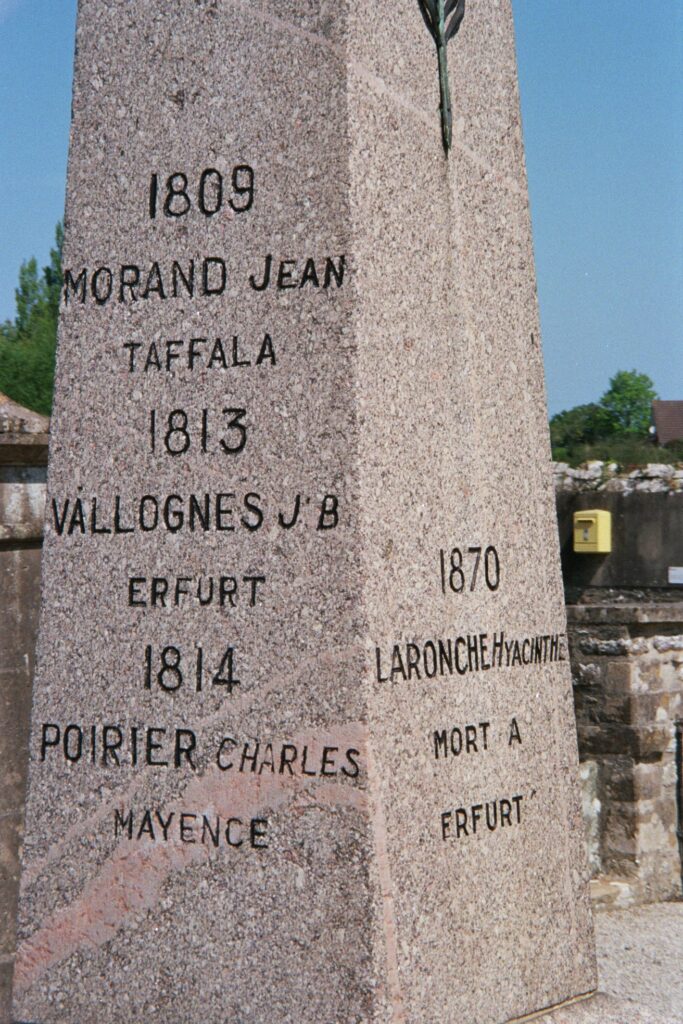 1809
MORAND JEAN
TAFFALA
1813
VALLOGNES J B
ERFURT
1814
POIRIER CHARLES
MAYENCE
1870
LARONCHE HYACINTHE
MORT A
ERFURT